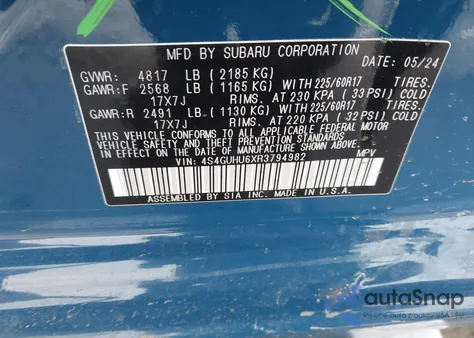 MFD BY SUBARU CORPORATION
DATE: 05/24
GVWR: 4817 LB (2185 KG)
GAWR:F 2568 LB (1165 KG) WITH 225/60R17 TIRES.
17X7J RIMS. AT 230 KPA (33 PSI) COLD
GAWR:R 2491 LB (1130 KG) WITH 225/60R17 TIRES.
17X7J RIMS. AT 220 KPA (32 PSI) COLD
THIS VEHICLE CONFORMS TO ALL APPLICABLE FEDERAL MOTOR
VEHICLE SAFETY AND THEFT PREVENTION STANDARDS
IN EFFECT ON THE DATE OF MANUFACTURE SHOWN ABOVE.
VIN: 4S4GUHU6XR3794982 MPV
ASSEMBLED BY SIA INC. MADE IN U.S.A.
autoSnap